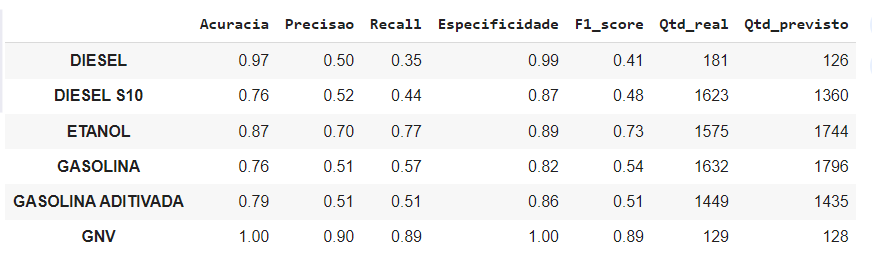 Acuracia Precisao Recall Especificidade F1_score Qtd_real Qtd_previsto
DIESEL 0.97 0.50 0.35 0.99 0.41 181 126
DIESEL S10 0.76 0.52 0.44 0.87 0.48 1623 1360
ETANOL 0.87 0.70 0.77 0.89 0.73 1575 1744
GASOLINA 0.76 0.51 0.57 0.82 0.54 1632 1796
GASOLINA ADITIVADA 0.79 0.51 0.51 0.86 0.51 1449 1435
GNV 1.00 0.90 0.89 1.00 0.89 129 128